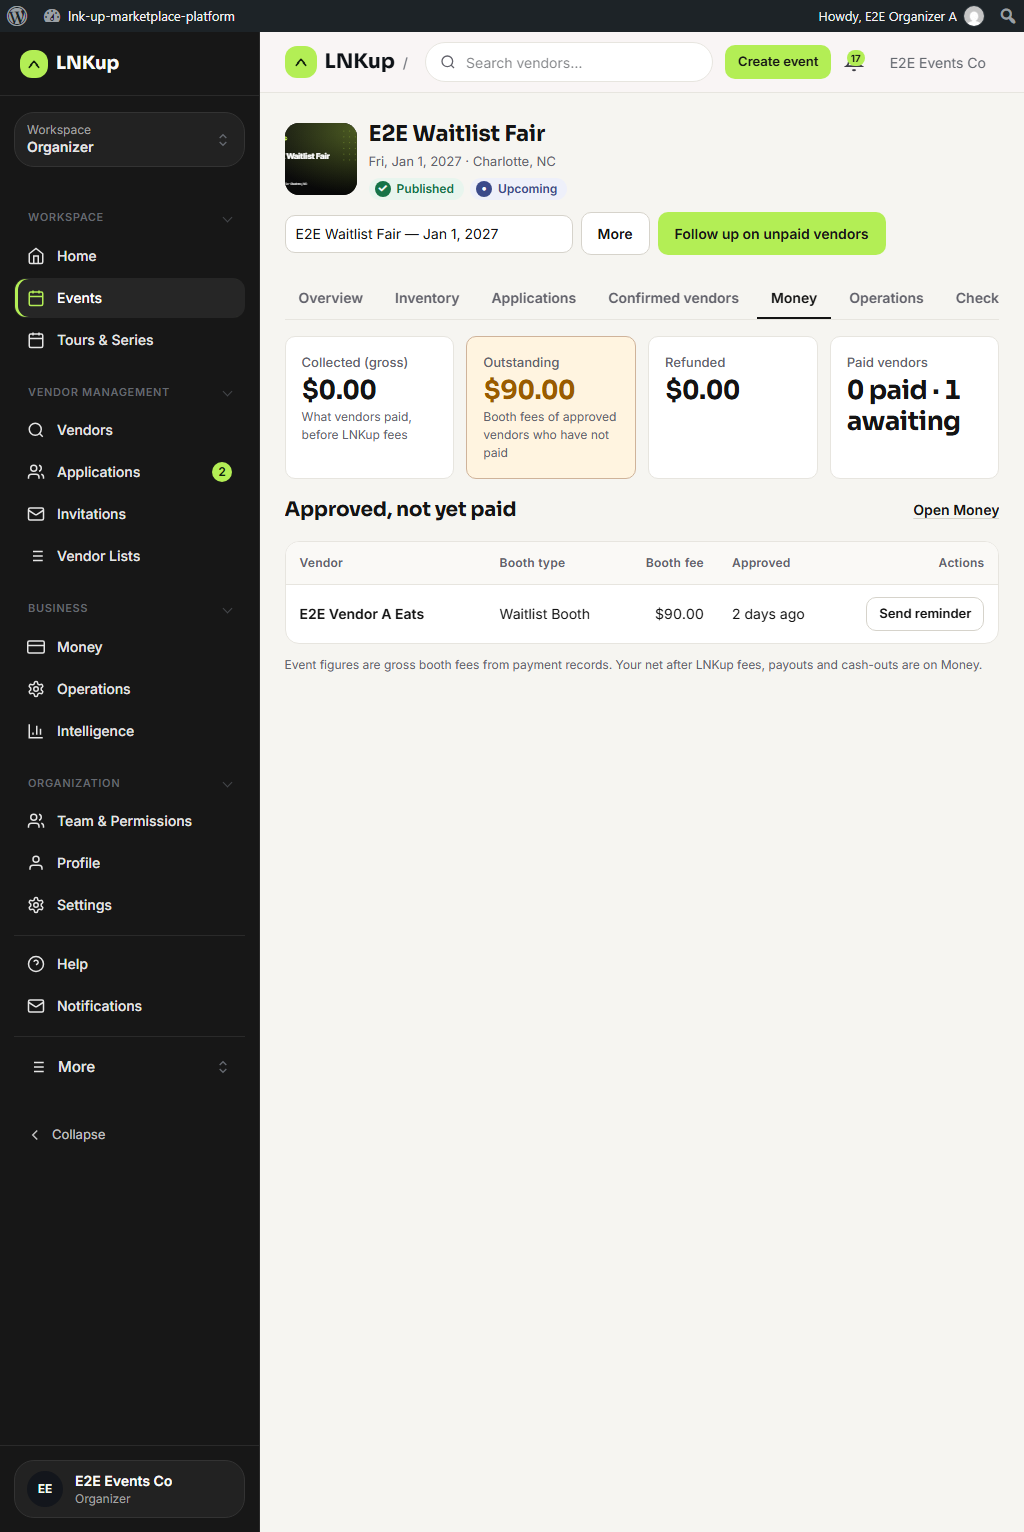 lnk-up-marketplace-platform
Howdy, E2E Organizer A
LNKup
Workspace
Organizer
WORKSPACE
Home
Events
Tours & Series
VENDOR MANAGEMENT
Vendors
Applications
2
Invitations
Vendor Lists
BUSINESS
Money
Operations
Intelligence
ORGANIZATION
Team & Permissions
Profile
Settings
Help
Notifications
More
Collapse
EE
E2E Events Co
Organizer
LNKup /
Search vendors...
Create event
17
E2E Events Co
Waitlist Fair
E2E Waitlist Fair
Fri, Jan 1, 2027 · Charlotte, NC
Published
Upcoming
E2E Waitlist Fair — Jan 1, 2027
More
Follow up on unpaid vendors
Overview
Inventory
Applications
Confirmed vendors
Money
Operations
Check
Collected (gross)
$0.00
What vendors paid,
before LNKup fees
Outstanding
$90.00
Booth fees of approved
vendors who have not
paid
Refunded
$0.00
Paid vendors
0 paid · 1
awaiting
Approved, not yet paid
Open Money
Vendor Booth type Booth fee Approved Actions
E2E Vendor A Eats Waitlist Booth $90.00 2 days ago Send reminder
Event figures are gross booth fees from payment records. Your net after LNKup fees, payouts and cash-outs are on Money.